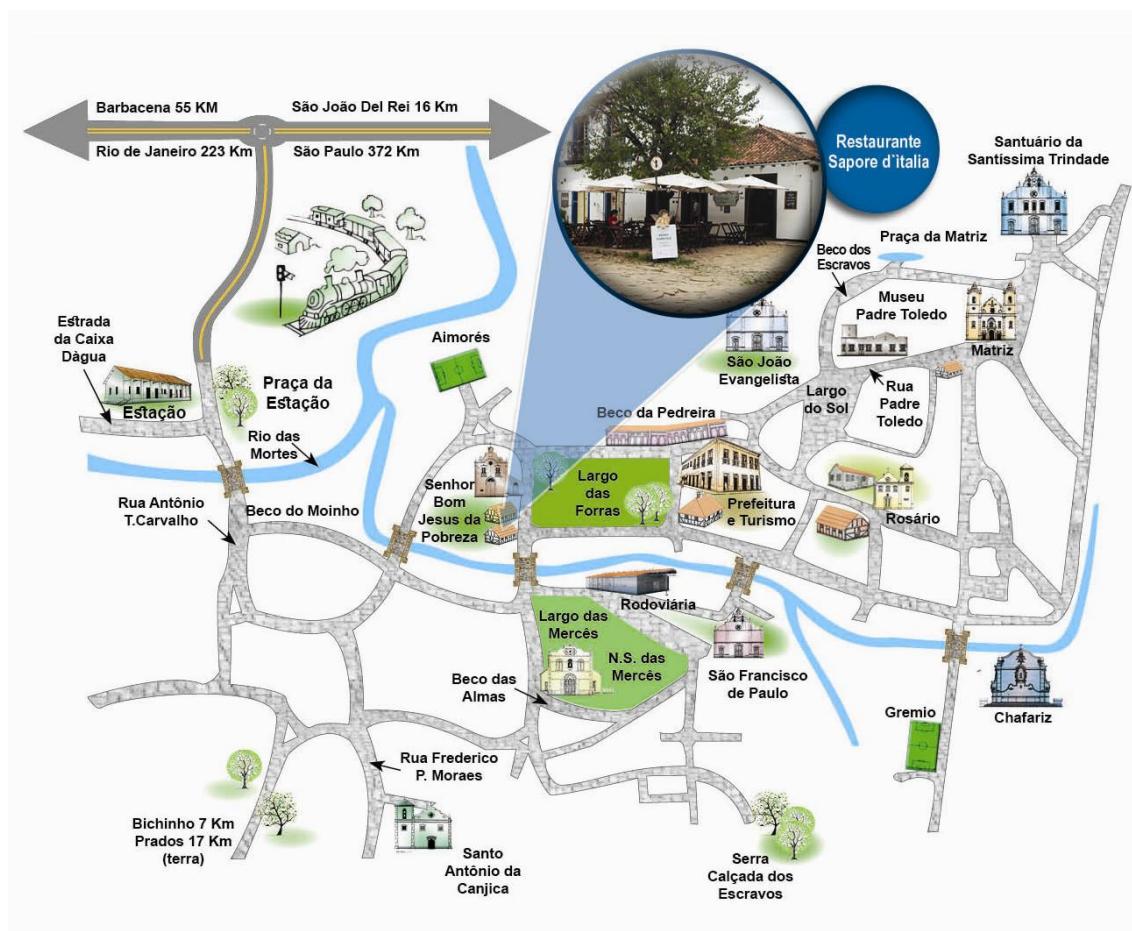 Barbacena 55 KM
São João Del Rei 16 Km
Rio de Janeiro 223 Km
São Paulo 372 Km
Restaurante
Sapore d`italia
Santuário da
Santissima Trindade
Praça da Matriz
Beco dos
Escravos
Museu
Padre Toledo
Matriz
São João
Evangelista
Largo
do Sol
Rua
Padre
Toledo
Aimorés
Estrada
da Caixa
Dàgua
Estação
Praça da
Estação
Rio das
Mortes
Beco da Pedreira
Senhor
Bom
Jesus da
Pobreza
Largo
das
Forras
Prefeitura
e Turismo
Rosário
Rua Antônio
T.Carvalho
Beco do Moinho
Rodoviária
Largo das
Mercês
N.S. das
Mercês
São Francisco
de Paulo
Beco das
Almas
Gremio
Chafariz
Rua Frederico
P. Moraes
Bichinho 7 Km
Prados 17 Km
(terra)
Santo
Antônio da
Canjica
Serra
Calçada dos
Escravos